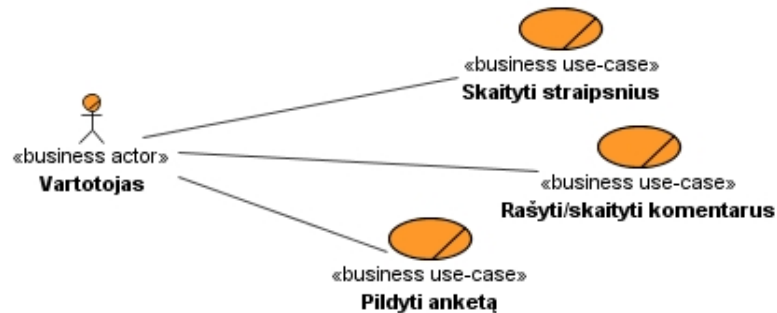 «business use-case»
Skaityti straipsnius
«business actor»
Vartotojas
«business use-case»
Rašyti/skaityti komentarus
«business use-case»
Pildyti anketą